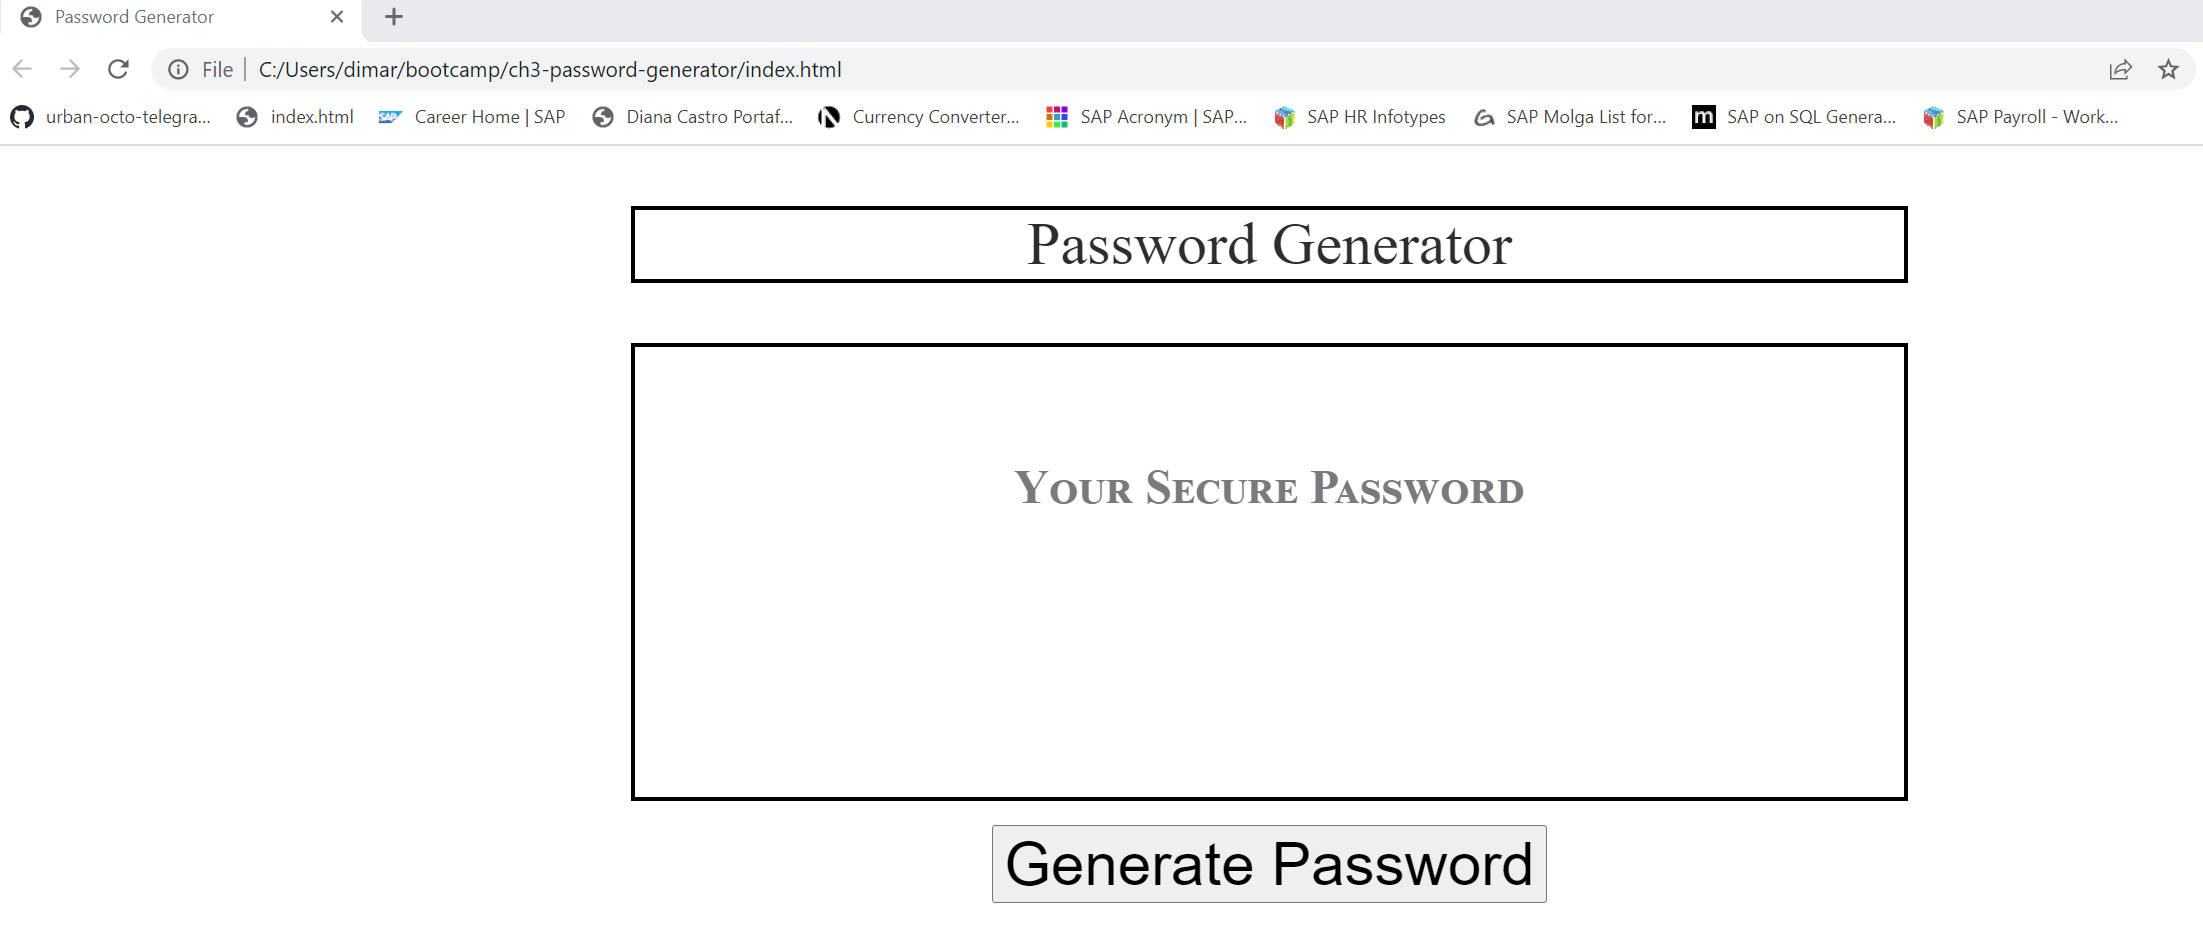 Password Generator
File | C:/Users/dimar/bootcamp/ch3-password-generator/index.html
urban-octo-telegra... index.html SAP Career Home | SAP Diana Castro Portaf... N Currency Converter... SAP Acronym | SAP... SAP HR Infotypes SAP Molga List for... m SAP on SQL Genera... SAP Payroll - Work...
Password Generator
Your Secure Password
Generate Password